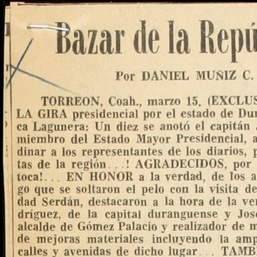 Bazar de la Repú
Por DANIEL MUÑIZ C.
TORREON, Coah., marzo 15, (EXCLUS
LA GIRA presidencial por el estado de Dur
ca Lagunera: Un diez se anotó el capitán
miembro del Estado Mayor Presidencial, a
dinar a los representantes de los diarios, p
tas de la región...! AGRADECIDOS, por
toca!... EN HONOR a la verdad, de los a
go que se soltaron el pelo con la visita de
dad Serdán, destacaron a la hora de la ver
dríguez, de la capital duranguense y José
alcalde de Gómez Palacio y realizador de m
de mejoras materiales incluyendo la amp
calles y avenidas de dicho lugar... TAMB